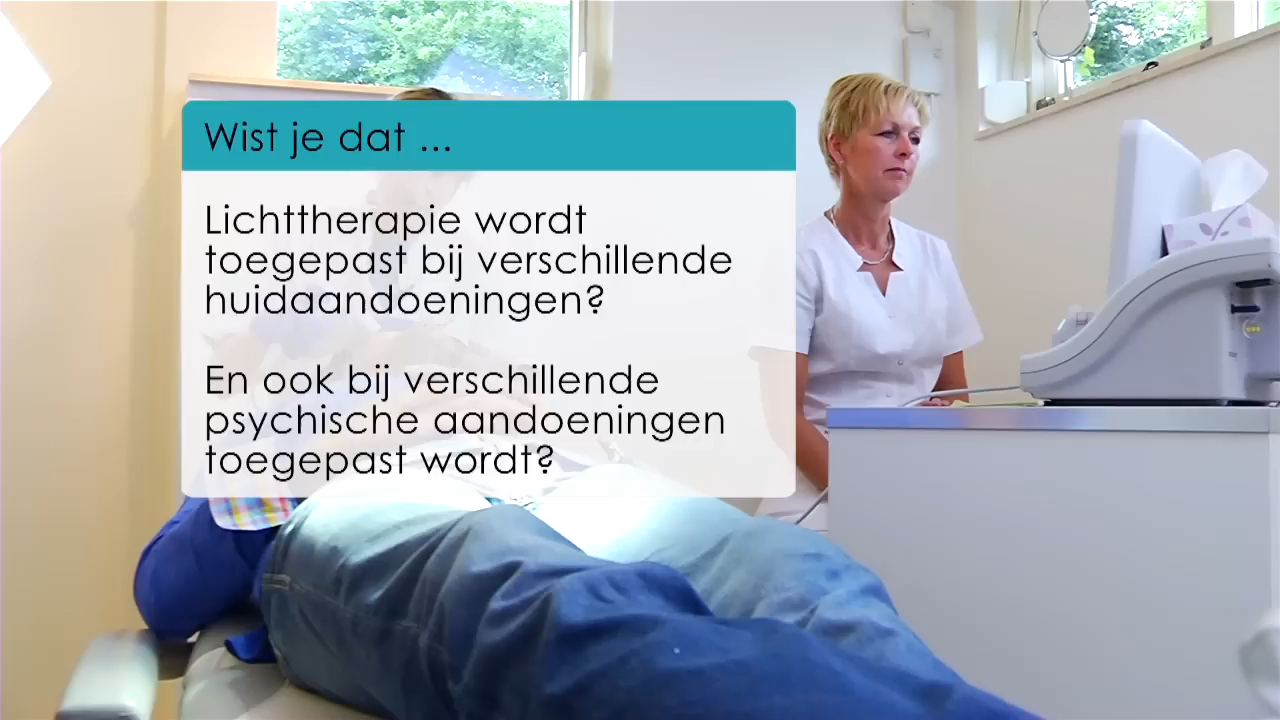 Wist je dat ...
Lichttherapie wordt
toegepast bij verschillende
huidaandoeningen?
En ook bij verschillende
psychische aandoeningen
toegepast wordt?